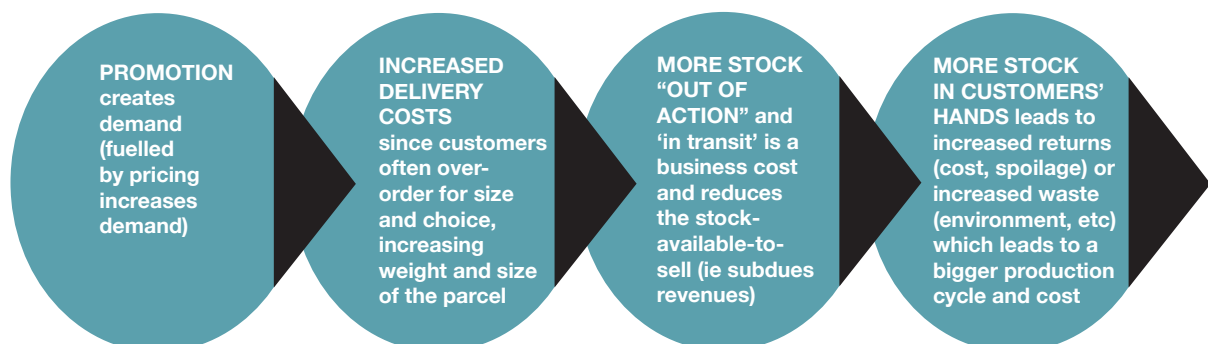 PROMOTION
creates
demand
(fuelled
by pricing
increases
demand)
INCREASED
DELIVERY
COSTS
since customers
often over-
order for size
and choice,
increasing
weight and size
of the parcel
MORE STOCK
“OUT OF
ACTION” and
‘in transit’ is a
business cost
and reduces
the stock-
available-to-
sell (ie subdues
revenues)
MORE STOCK
IN CUSTOMERS’
HANDS leads to
increased returns
(cost, spoilage) or
increased waste
(environment, etc)
which leads to a
bigger production
cycle and cost